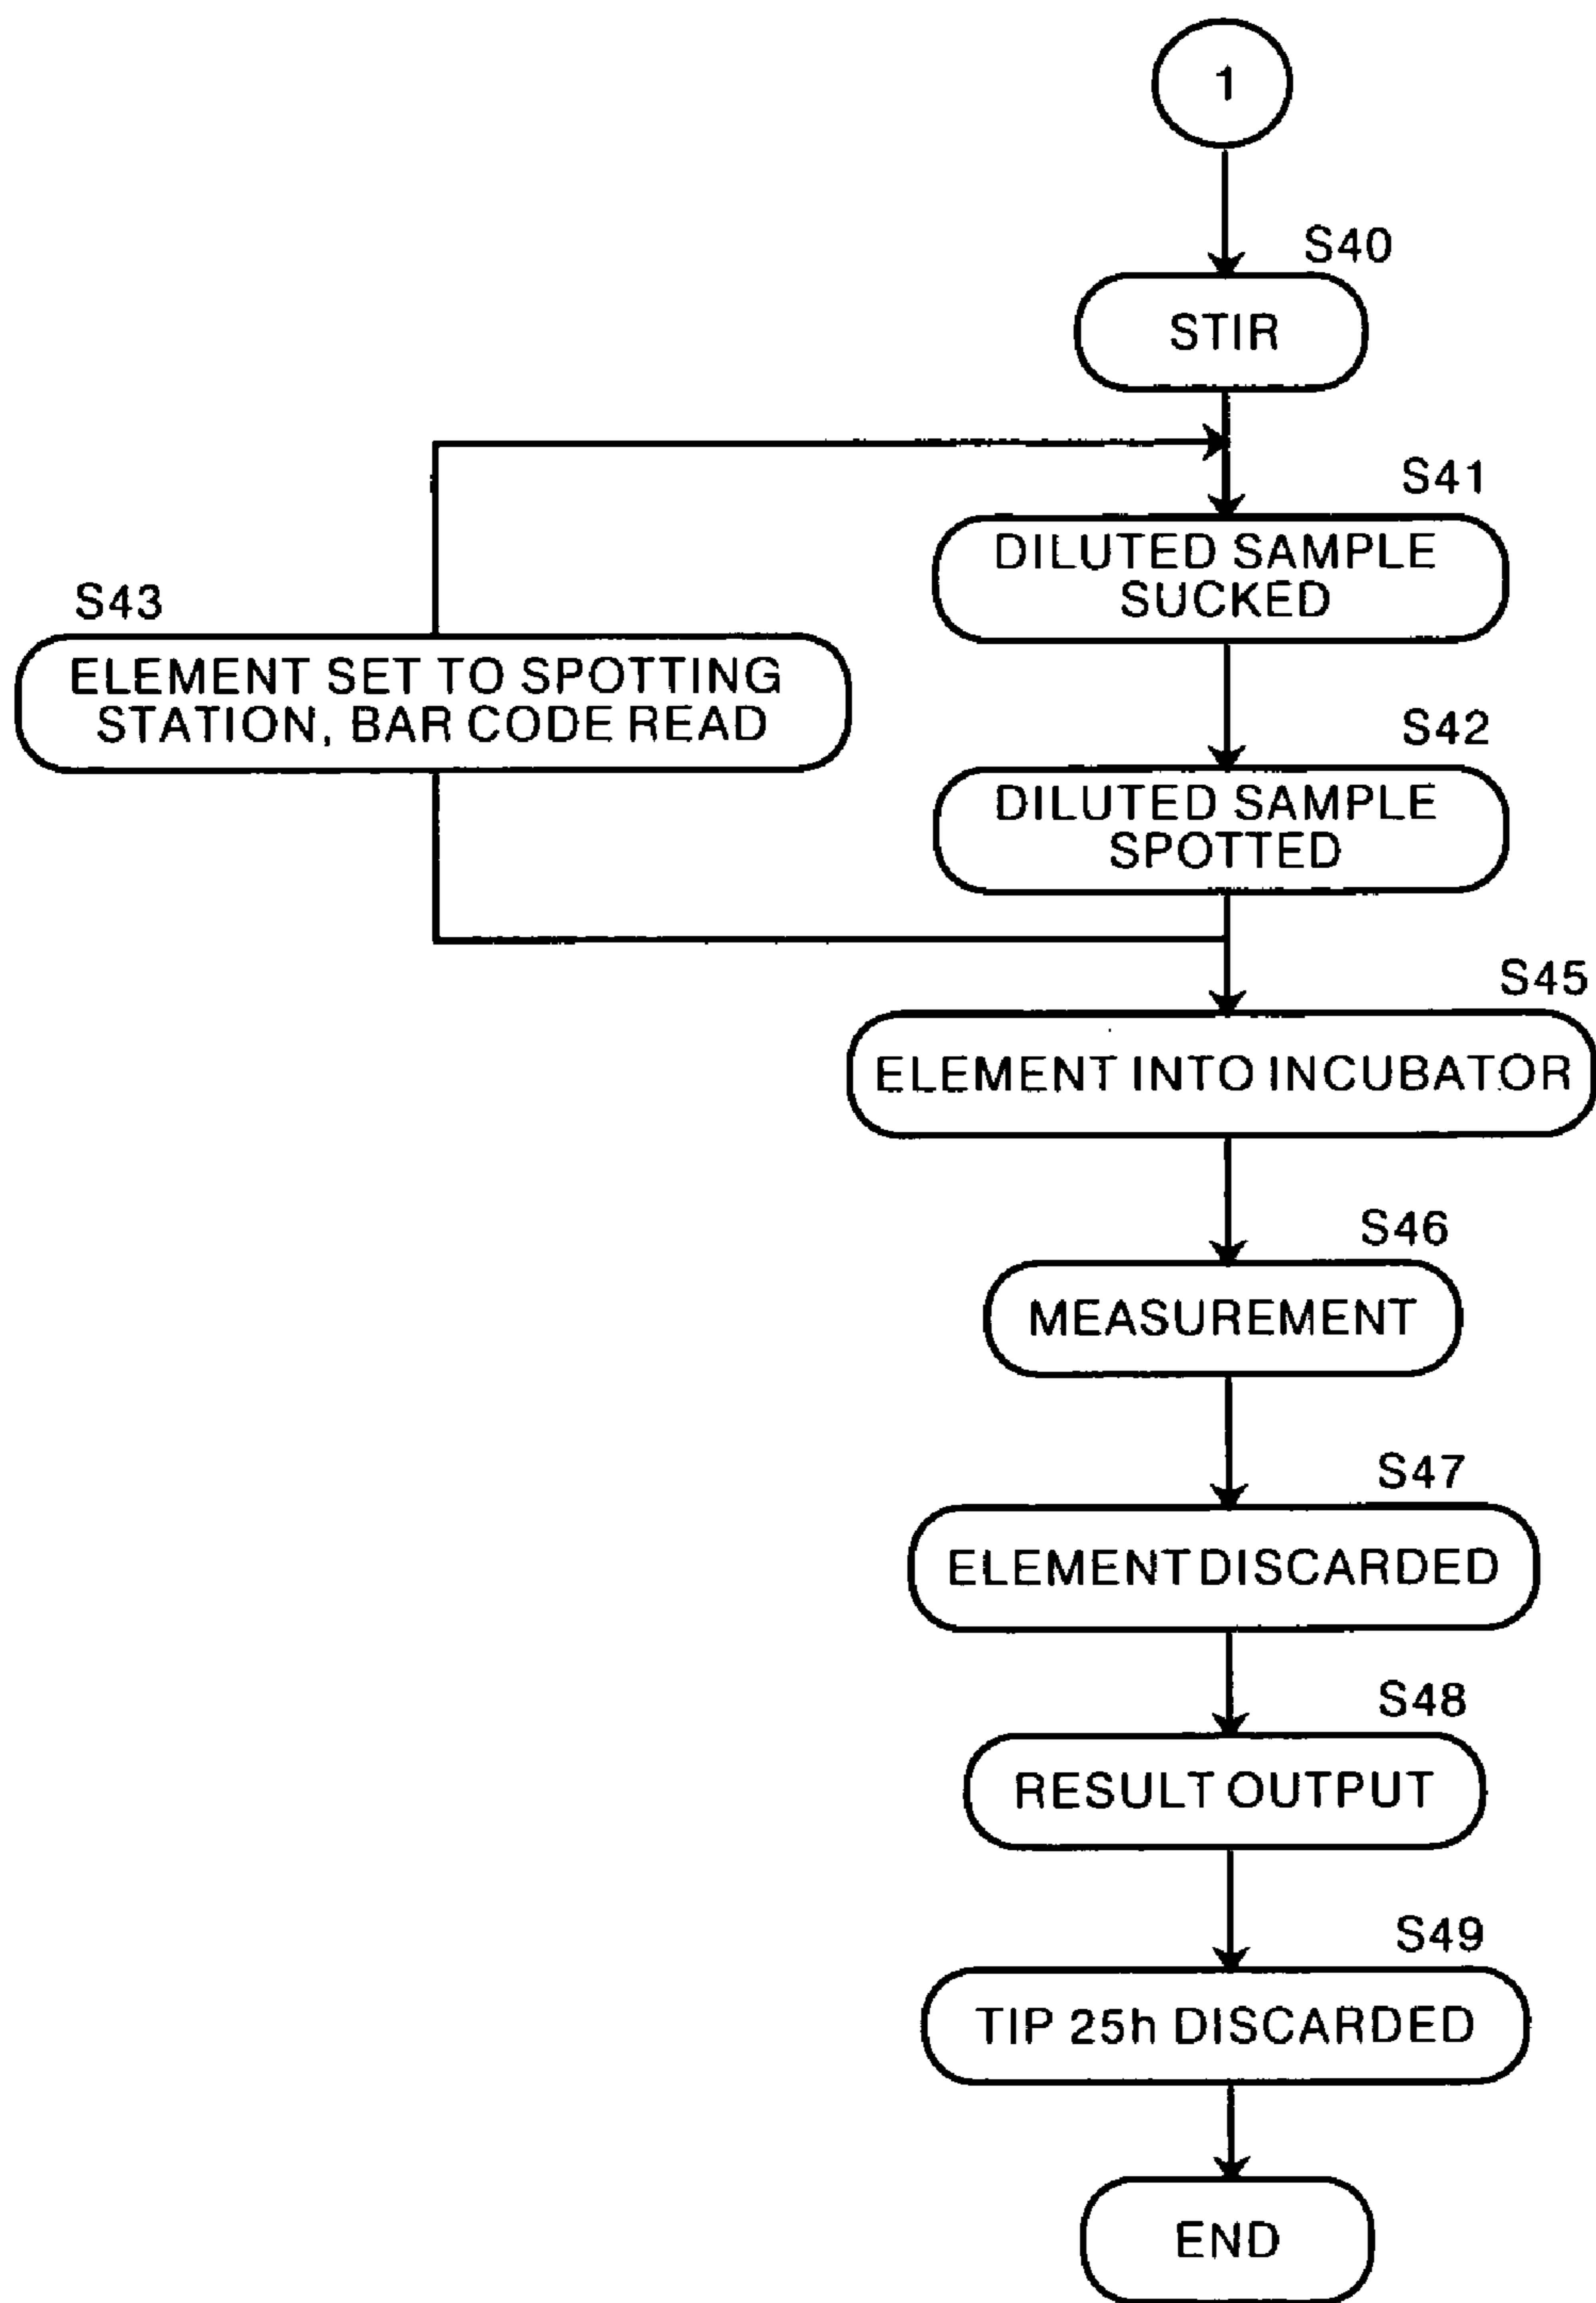 1
S40
STIR
S41
DILUTED SAMPLE
SUCKED
S43
ELEMENT SET TO SPOTTING
STATION, BAR CODE READ
S42
DILUTED SAMPLE
SPOTTED
S45
ELEMENT INTO INCUBATOR
S46
MEASUREMENT
S47
ELEMENT DISCARDED
S48
RESULT OUTPUT
S49
TIP 25h DISCARDED
END